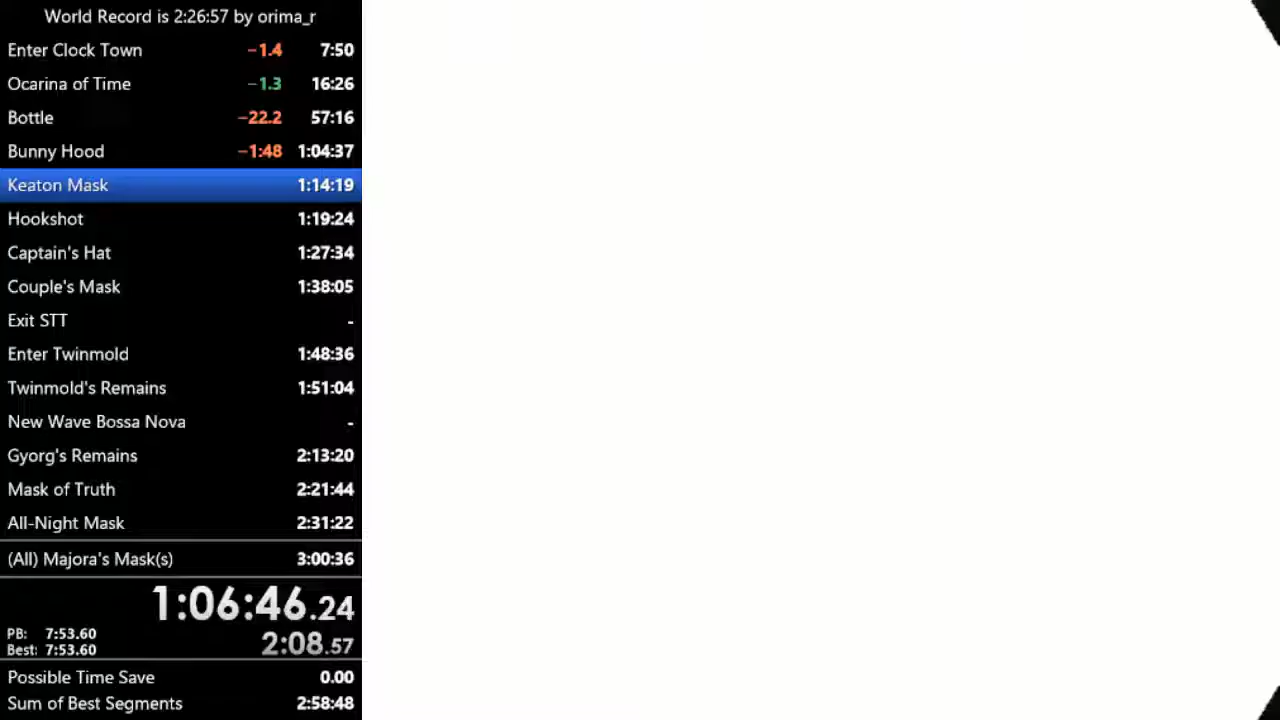 World Record is 2:26:57 by orima_r
Enter Clock Town −1.4 7:50
Ocarina of Time −1.3 16:26
Bottle −22.2 57:16
Bunny Hood −1:48 1:04:37
Keaton Mask 1:14:19
Hookshot 1:19:24
Captain's Hat 1:27:34
Couple's Mask 1:38:05
Exit STT -
Enter Twinmold 1:48:36
Twinmold's Remains 1:51:04
New Wave Bossa Nova -
Gyorg's Remains 2:13:20
Mask of Truth 2:21:44
All-Night Mask 2:31:22
(All) Majora's Mask(s) 3:00:36
1:06:46.24
PB: 7:53.60 2:08.57
Best: 7:53.60
Possible Time Save 0.00
Sum of Best Segments 2:58:48